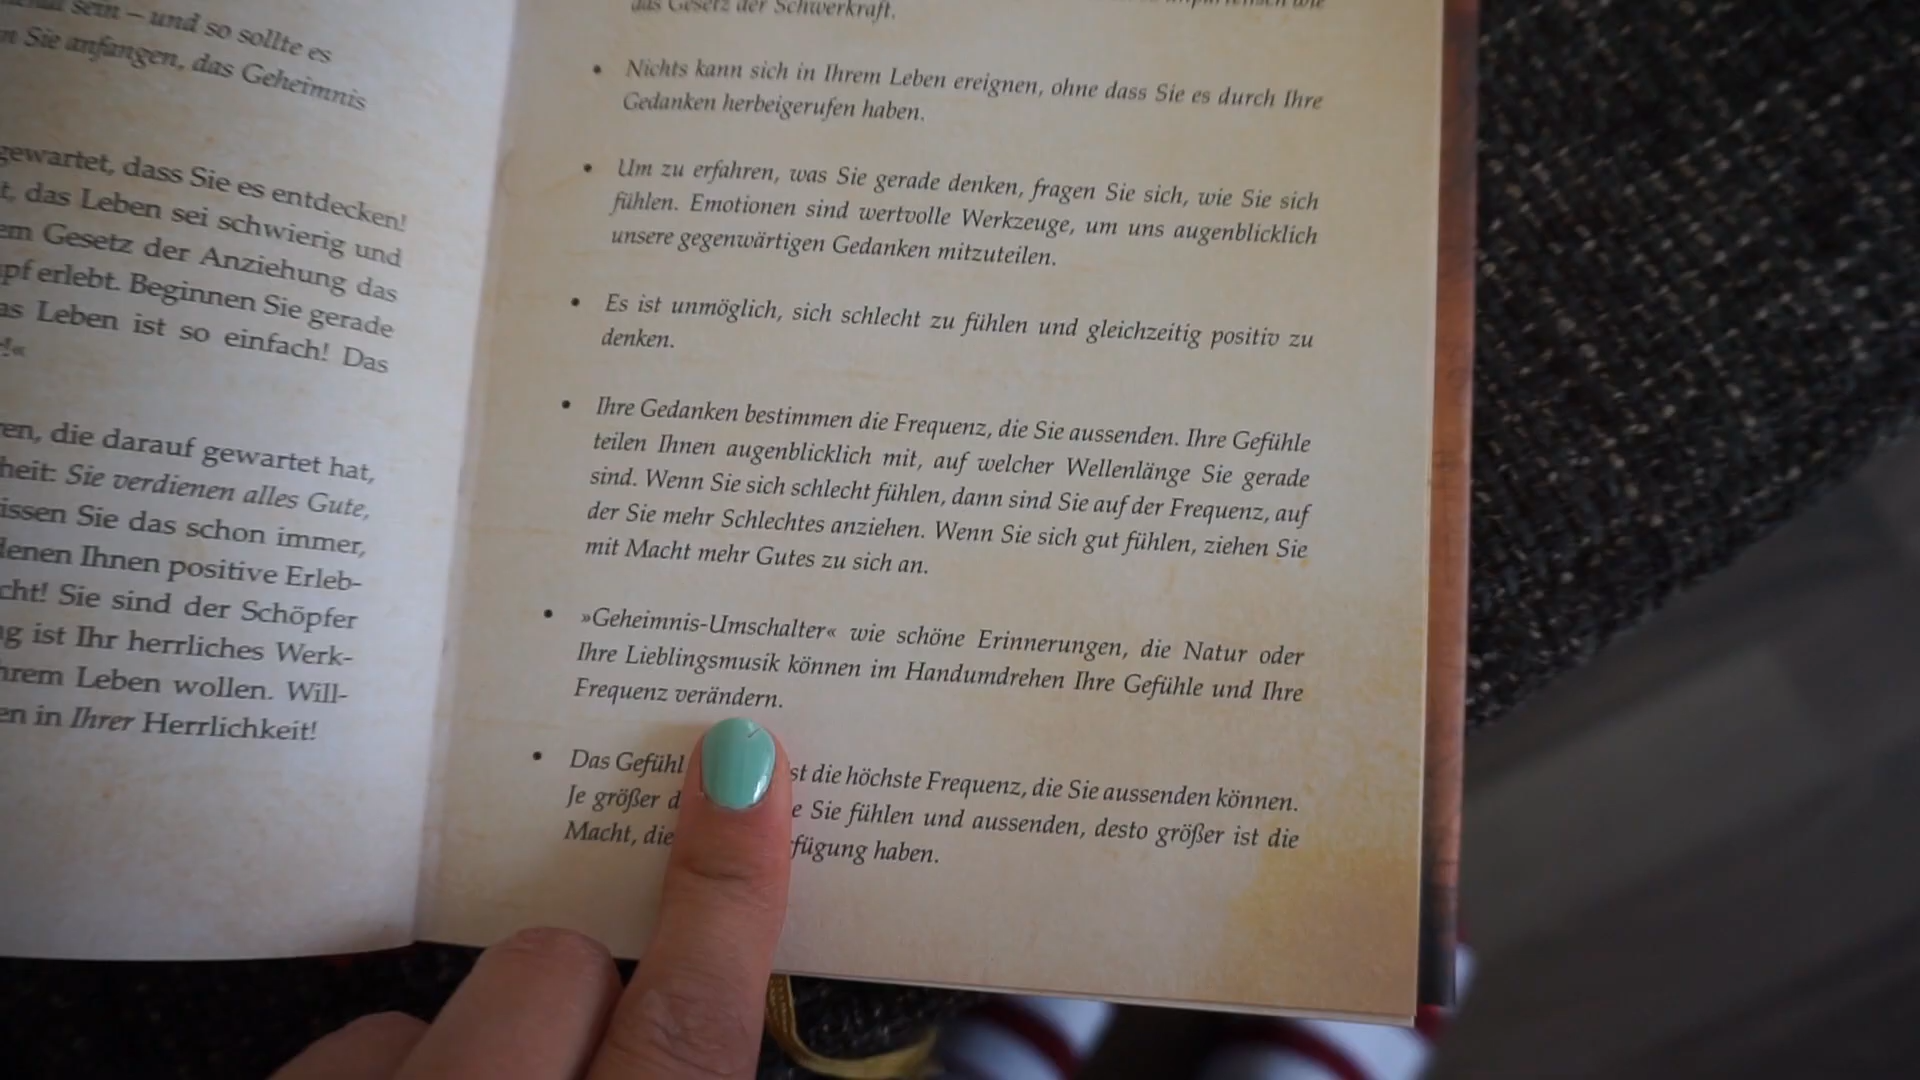 sein – und so sollte es
Sie anfangen, das Geheimnis
gewartet, dass Sie es entdecken!
das Leben sei schwierig und
Gesetz der Anziehung das
erlebt. Beginnen Sie gerade
Leben ist so einfach! Das
!«
die darauf gewartet hat,
Sie verdienen alles Gute,
Sie das schon immer,
Ihnen positive Erleb-
Sie sind der Schöpfer
ist Ihr herrliches Werk-
Leben wollen. Will-
in Ihrer Herrlichkeit!
das Gesetz der Schwerkraft.
• Nichts kann sich in Ihrem Leben ereignen, ohne dass Sie es durch Ihre
Gedanken herbeigerufen haben.
• Um zu erfahren, was Sie gerade denken, fragen Sie sich, wie Sie sich
fühlen. Emotionen sind wertvolle Werkzeuge, um uns augenblicklich
unsere gegenwärtigen Gedanken mitzuteilen.
• Es ist unmöglich, sich schlecht zu fühlen und gleichzeitig positiv zu
denken.
• Ihre Gedanken bestimmen die Frequenz, die Sie aussenden. Ihre Gefühle
teilen Ihnen augenblicklich mit, auf welcher Wellenlänge Sie gerade
sind. Wenn Sie sich schlecht fühlen, dann sind Sie auf der Frequenz, auf
der Sie mehr Schlechtes anziehen. Wenn Sie sich gut fühlen, ziehen Sie
mit Macht mehr Gutes zu sich an.
• »Geheimnis-Umschalter« wie schöne Erinnerungen, die Natur oder
Ihre Lieblingsmusik können im Handumdrehen Ihre Gefühle und Ihre
Frequenz verändern.
• Das Gefühl die höchste Frequenz, die Sie aussenden können.
Je größer Sie fühlen und aussenden, desto größer ist die
Macht, die haben.